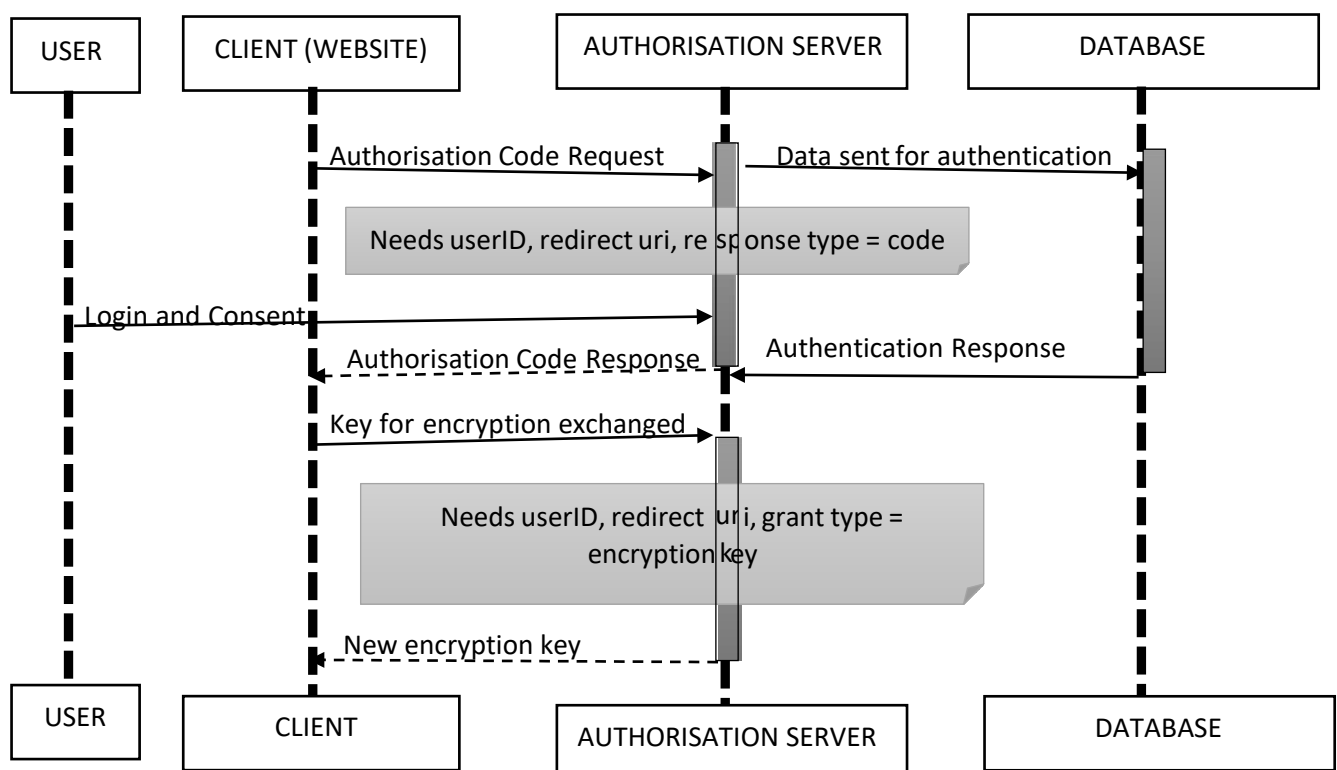 USER
CLIENT (WEBSITE)
AUTHORISATION SERVER
DATABASE
Authorisation Code Request
Data sent for authentication
Needs userID, redirect uri, response type = code
Login and Consent
Authorisation Code Response
Authentication Response
Key for encryption exchanged
Needs userID, redirect uri, grant type =
encryption key
New encryption key
USER
CLIENT
AUTHORISATION SERVER
DATABASE